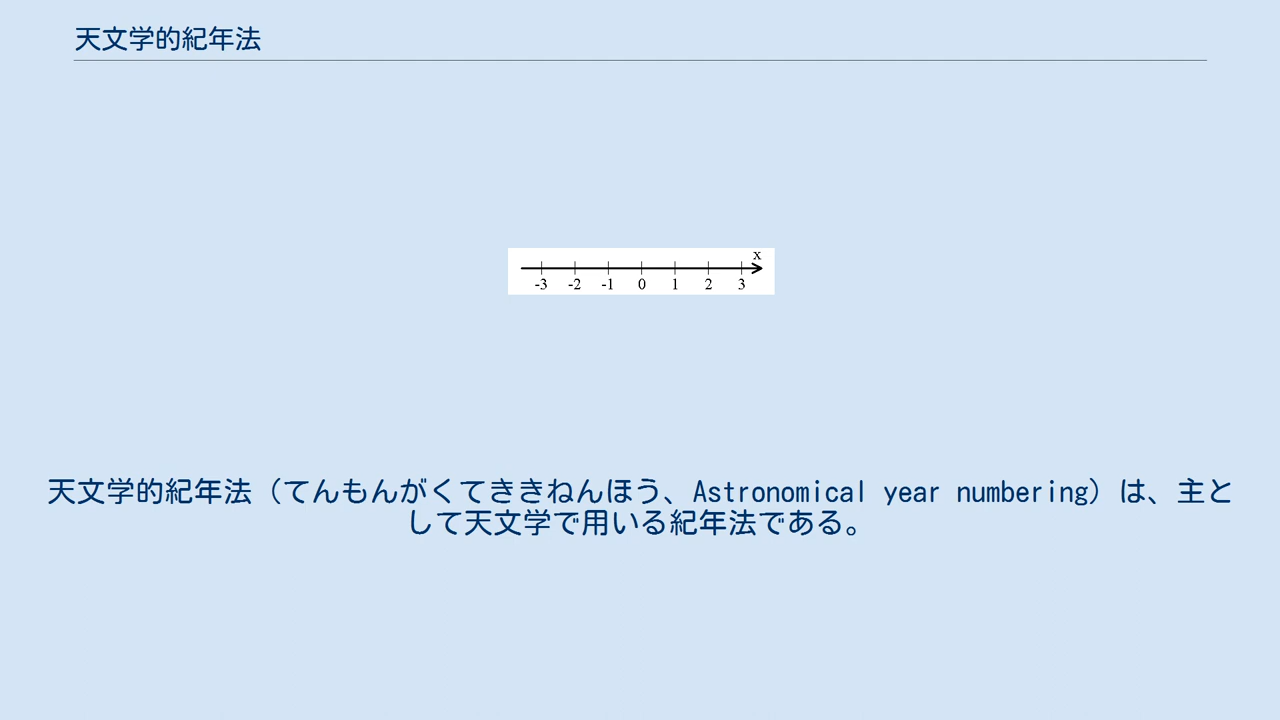 天文学的紀年法
x
-3 -2 -1 0 1 2 3
天文学的紀年法（てんもんがくてききねんほう、Astronomical year numbering）は、主と
して天文学で用いる紀年法である。